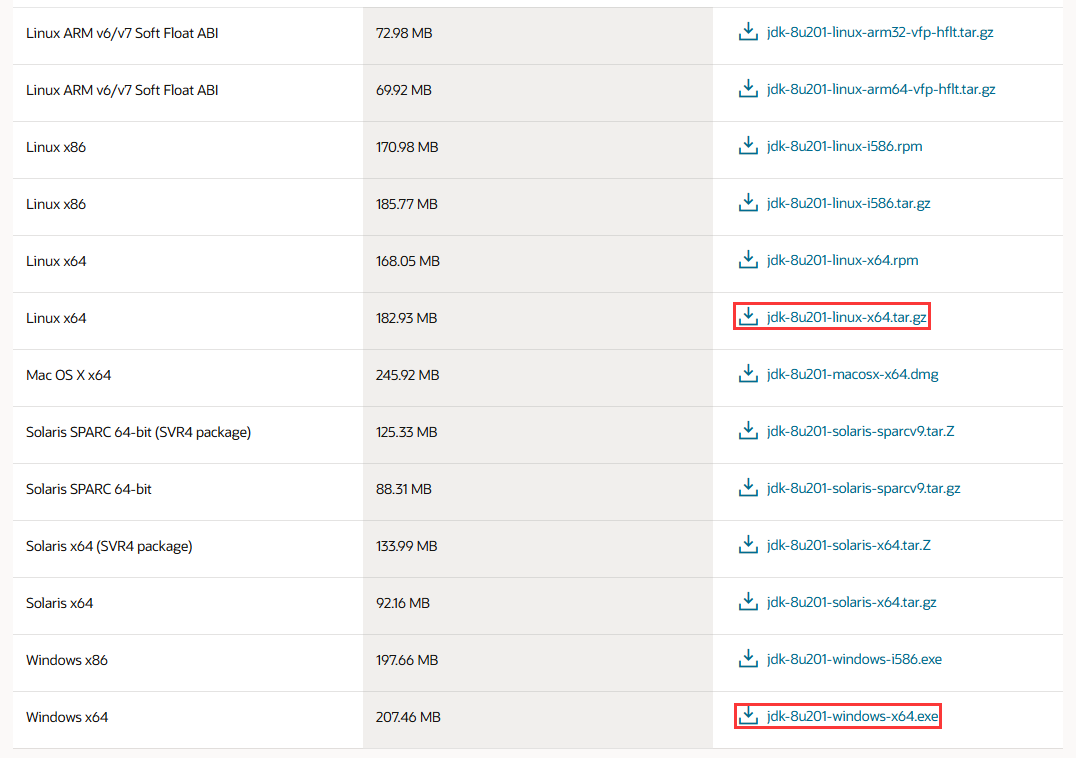 Linux ARM v6/v7 Soft Float ABI 72.98 MB jdk-8u201-linux-arm32-vfp-hflt.tar.gz
Linux ARM v6/v7 Soft Float ABI 69.92 MB jdk-8u201-linux-arm64-vfp-hflt.tar.gz
Linux x86 170.98 MB jdk-8u201-linux-i586.rpm
Linux x86 185.77 MB jdk-8u201-linux-i586.tar.gz
Linux x64 168.05 MB jdk-8u201-linux-x64.rpm
Linux x64 182.93 MB jdk-8u201-linux-x64.tar.gz
Mac OS X x64 245.92 MB jdk-8u201-macosx-x64.dmg
Solaris SPARC 64-bit (SVR4 package) 125.33 MB jdk-8u201-solaris-sparcv9.tar.Z
Solaris SPARC 64-bit 88.31 MB jdk-8u201-solaris-sparcv9.tar.gz
Solaris x64 (SVR4 package) 133.99 MB jdk-8u201-solaris-x64.tar.Z
Solaris x64 92.16 MB jdk-8u201-solaris-x64.tar.gz
Windows x86 197.66 MB jdk-8u201-windows-i586.exe
Windows x64 207.46 MB jdk-8u201-windows-x64.exe